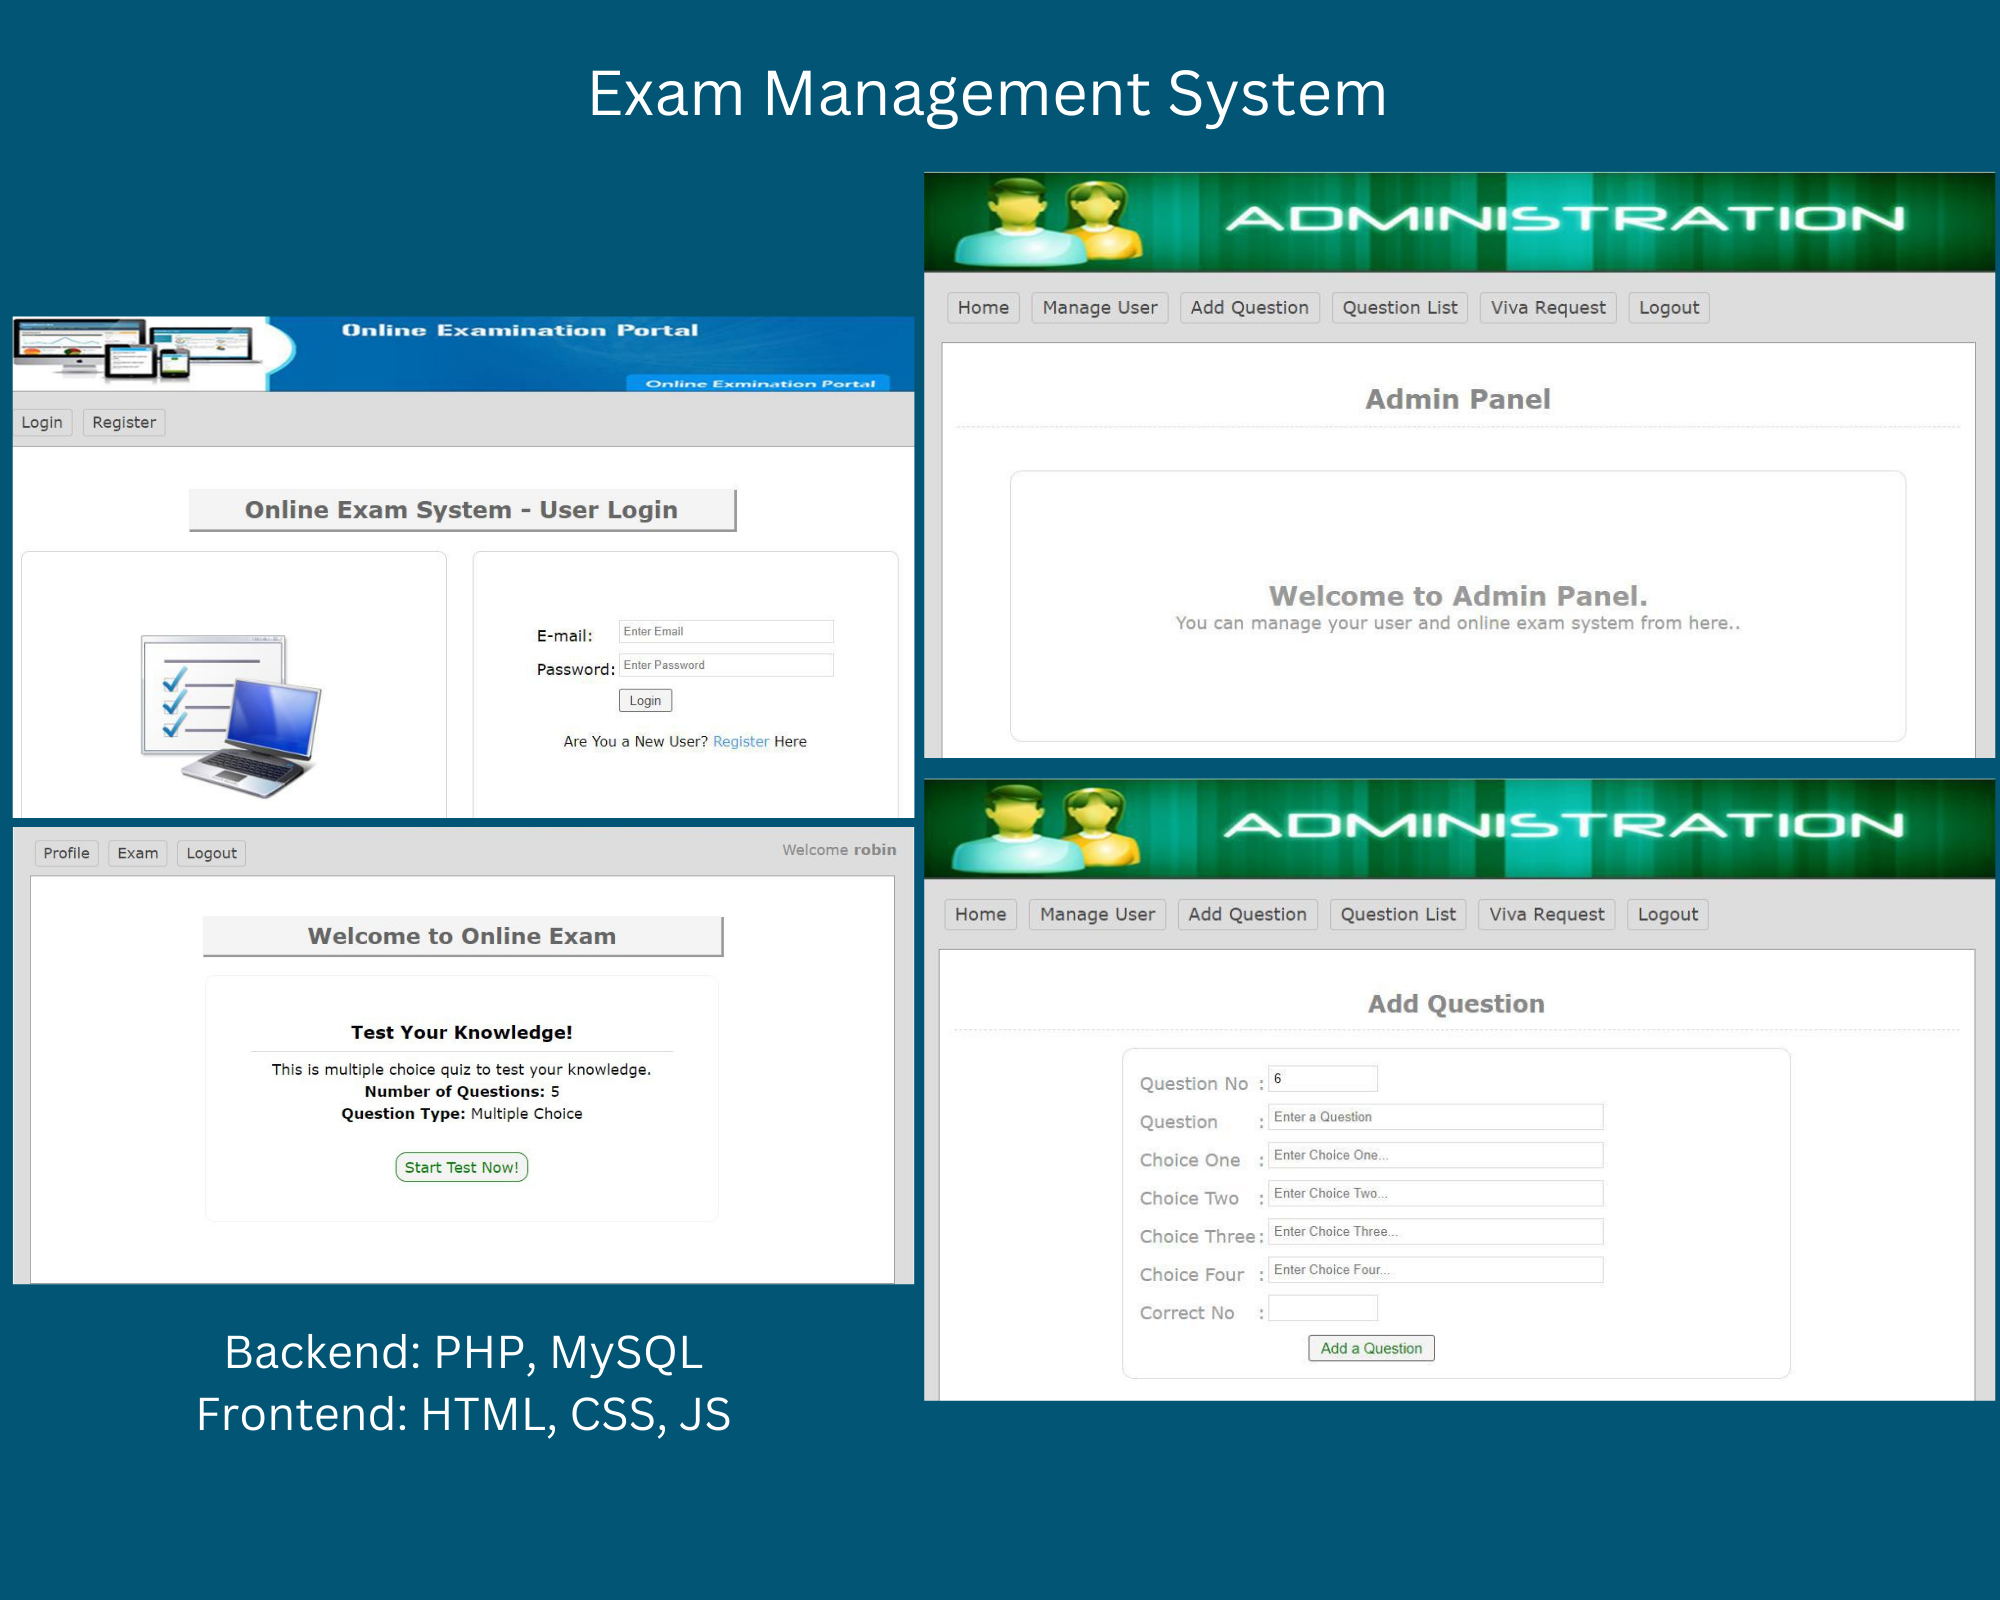 Exam Management System
Online Examination Portal
Online Exmination Portal
Login Register
Online Exam System - User Login
E-mail: Enter Email
Password: Enter Password
Login
Are You a New User? Register Here
Profile Exam Logout Welcome robin
Welcome to Online Exam
Test Your Knowledge!
This is multiple choice quiz to test your knowledge.
Number of Questions: 5
Question Type: Multiple Choice
Start Test Now!
Backend: PHP, MySQL
Frontend: HTML, CSS, JS
ADMINISTRATION
Home Manage User Add Question Question List Viva Request Logout
Admin Panel
Welcome to Admin Panel.
You can manage your user and online exam system from here..
ADMINISTRATION
Home Manage User Add Question Question List Viva Request Logout
Add Question
Question No : 6
Question : Enter a Question
Choice One : Enter Choice One...
Choice Two : Enter Choice Two...
Choice Three : Enter Choice Three...
Choice Four : Enter Choice Four...
Correct No :
Add a Question